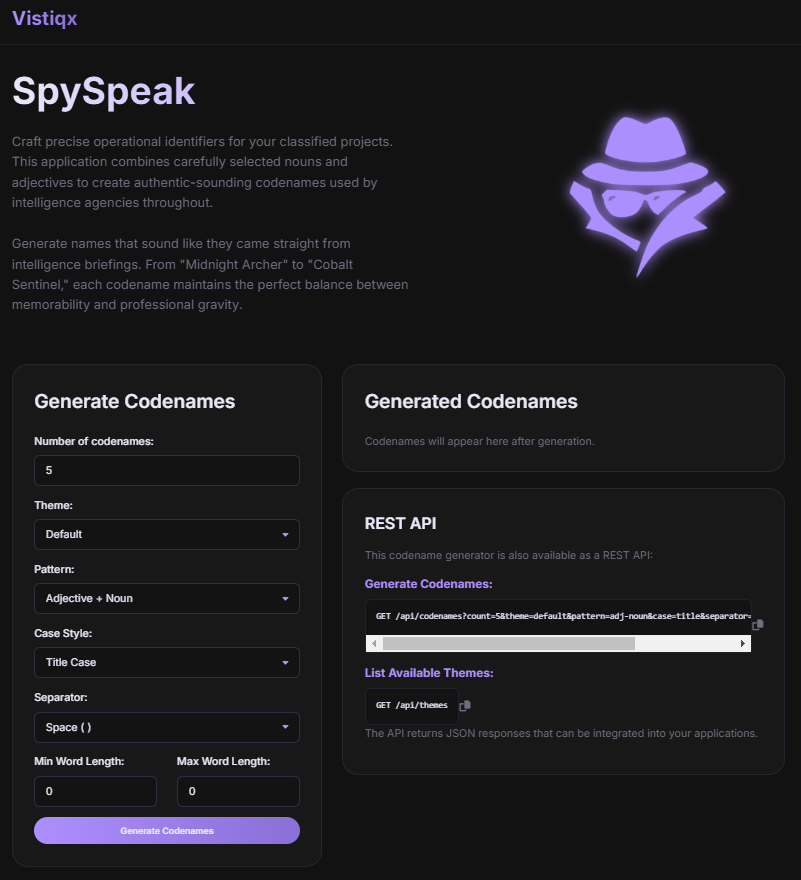 Vistiqx
SpySpeak
Craft precise operational identifiers for your classified projects.
This application combines carefully selected nouns and
adjectives to create authentic-sounding codenames used by
intelligence agencies throughout.
Generate names that sound like they came straight from
intelligence briefings. From "Midnight Archer" to "Cobalt
Sentinel," each codename maintains the perfect balance between
memorability and professional gravity.
Generate Codenames
Number of codenames:
5
Theme:
Default
Pattern:
Adjective + Noun
Case Style:
Title Case
Separator:
Space ( )
Min Word Length:
Max Word Length:
0
0
Generate Codenames
Generated Codenames
Codenames will appear here after generation.
REST API
This codename generator is also available as a REST API:
Generate Codenames:
GET /api/codenames?count=5&theme=default&pattern=adj-noun&case=title&separator=
List Available Themes:
GET /api/themes
The API returns JSON responses that can be integrated into your applications.